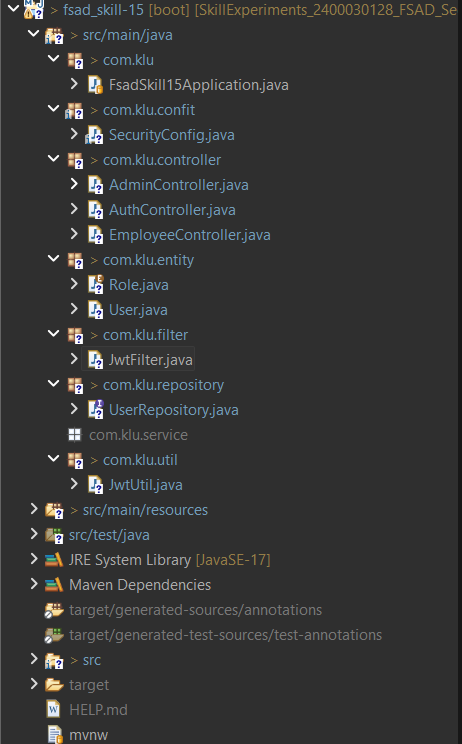 > fsad_skill-15 [boot] [SkillExperiments_2400030128_FSAD_Se
> src/main/java
> com.klu
FsadSkill15Application.java
> com.klu.confit
SecurityConfig.java
> com.klu.controller
AdminController.java
AuthController.java
EmployeeController.java
> com.klu.entity
Role.java
User.java
> com.klu.filter
JwtFilter.java
> com.klu.repository
UserRepository.java
com.klu.service
> com.klu.util
JwtUtil.java
> src/main/resources
src/test/java
JRE System Library [JavaSE-17]
Maven Dependencies
target/generated-sources/annotations
target/generated-test-sources/test-annotations
> src
target
HELP.md
mvnw